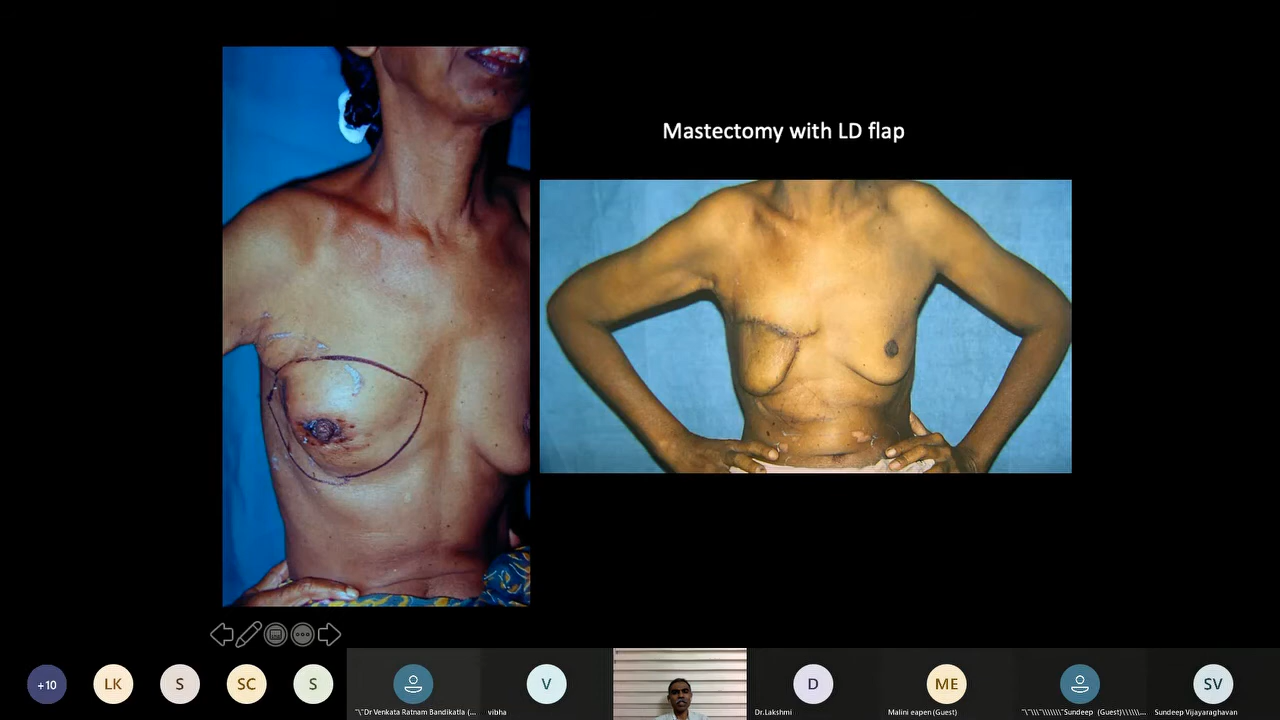 Mastectomy with LD flap
+10
LK
S
SC
S
V
D
ME
SV
"\"Dr Venkata Ratnam Bandikatla (...
vibha
Dr.Lakshmi
Malini eapen (Guest)
Sundeep Vijayaraghavan